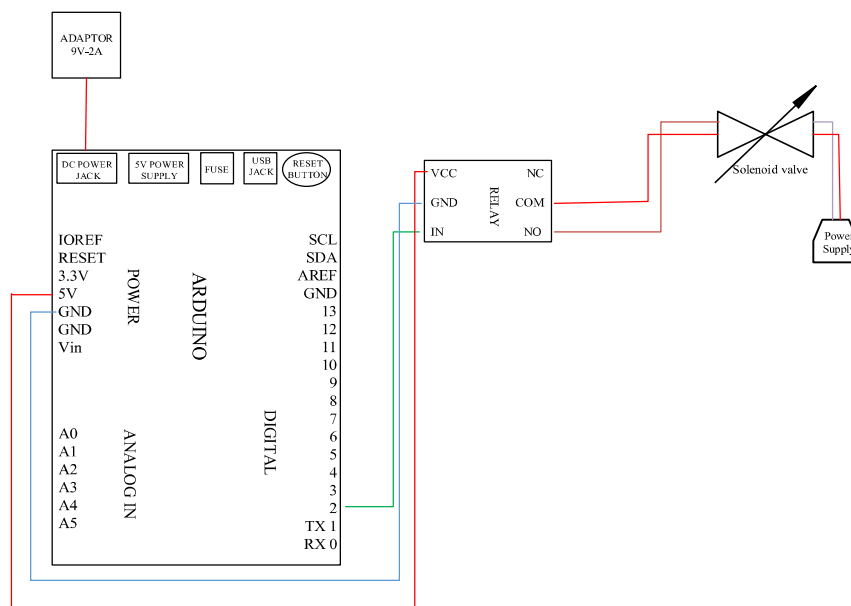 ADAPTOR
9V-2A
DC POWER
JACK
5V POWER
SUPPLY
FUSE
USB
JACK
RESET
BUTTON
IOREF
RESET
3.3V
5V
GND
GND
Vin
POWER
ARDUINO
A0
A1
A2
A3
A4
A5
ANALOG IN
DIGITAL
SCL
SDA
AREF
GND
13
12
11
10
9
8
7
6
5
4
3
2
TX 1
RX 0
VCC
GND
IN
RELAY
NC
COM
NO
Solenoid valve
Power
Supply